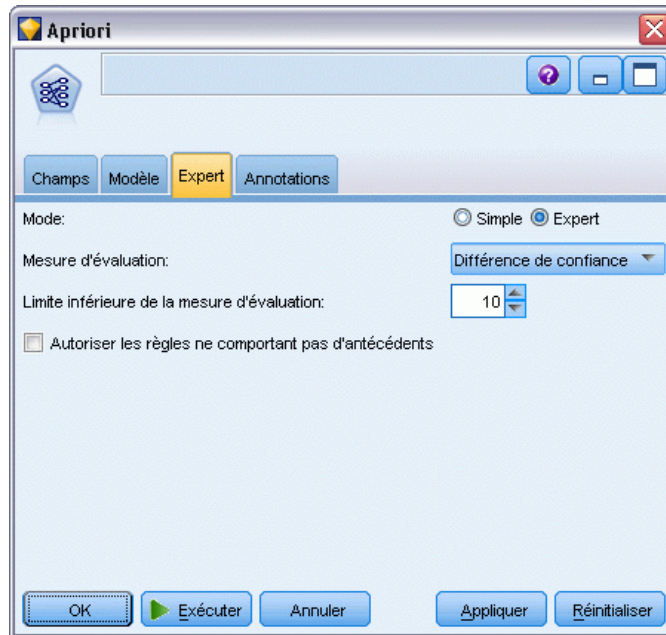 Apriori
Champs Modèle Expert Annotations
Mode: Simple Expert
Mesure d'évaluation: Différence de confiance
Limite inférieure de la mesure d'évaluation: 10
Autoriser les règles ne comportant pas d'antécédents
OK Exécuter Annuler Appliquer Réinitialiser